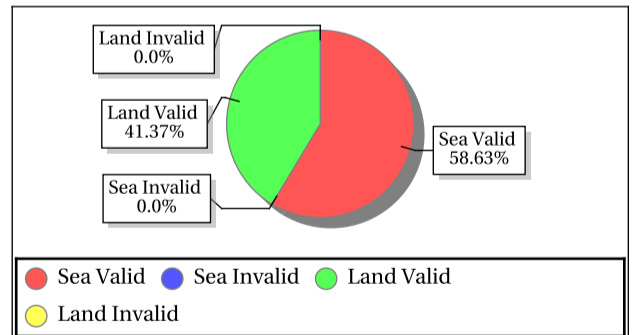 Land Invalid
0.0%
Land Valid
41.37%
Sea Valid
58.63%
Sea Invalid
0.0%
Sea Valid Sea Invalid Land Valid
Land Invalid